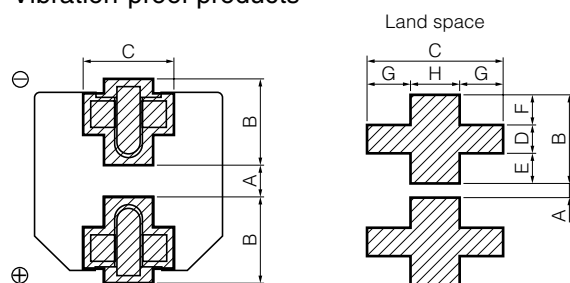 Vibration-proof products
Land space
C
C
G H G
B
A
B
F
D
E
B
A
⊖
⊕